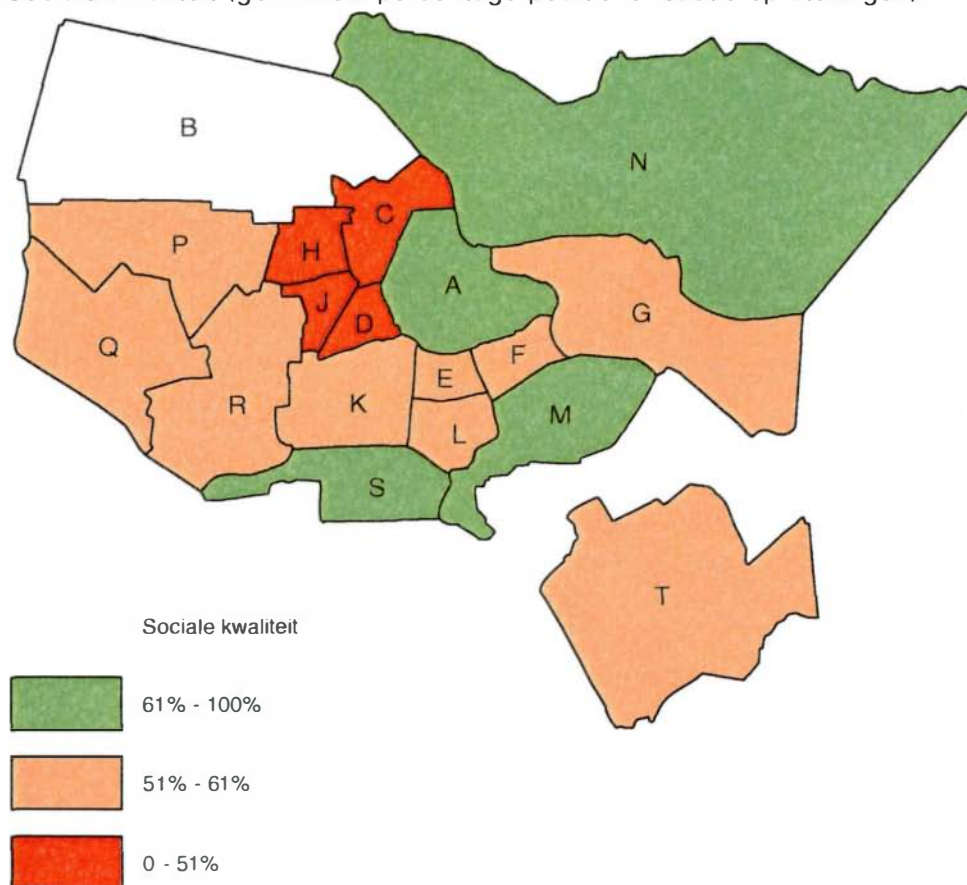 B
N
C
P
H
A
J
G
D
Q
F
E
R
K
M
L
S
T
Sociale kwaliteit
61% - 100%
51% - 61%
0 - 51%